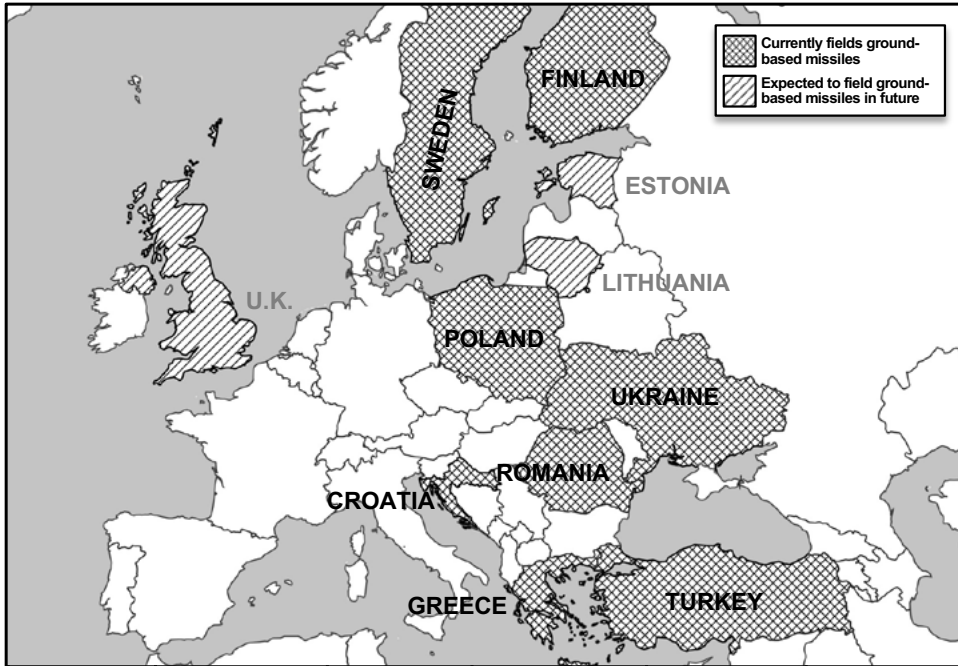 Currently fields ground-
based missiles
Expected to field ground-
based missiles in future
FINLAND
SWEDEN
ESTONIA
LITHUANIA
U.K.
POLAND
UKRAINE
ROMANIA
CROATIA
GREECE
TURKEY